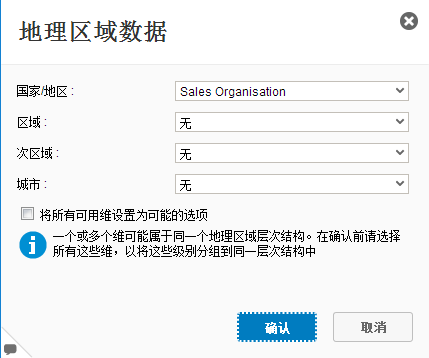 地理区域数据
国家/地区 : Sales Organisation
区域 : 无
次区域 : 无
城市 : 无
将所有可用维设置为可能的选项
一个或多个维可能属于同一个地理区域层次结构。在确认前请选择
所有这些维，以将这些级别分组到同一层次结构中
确认 取消